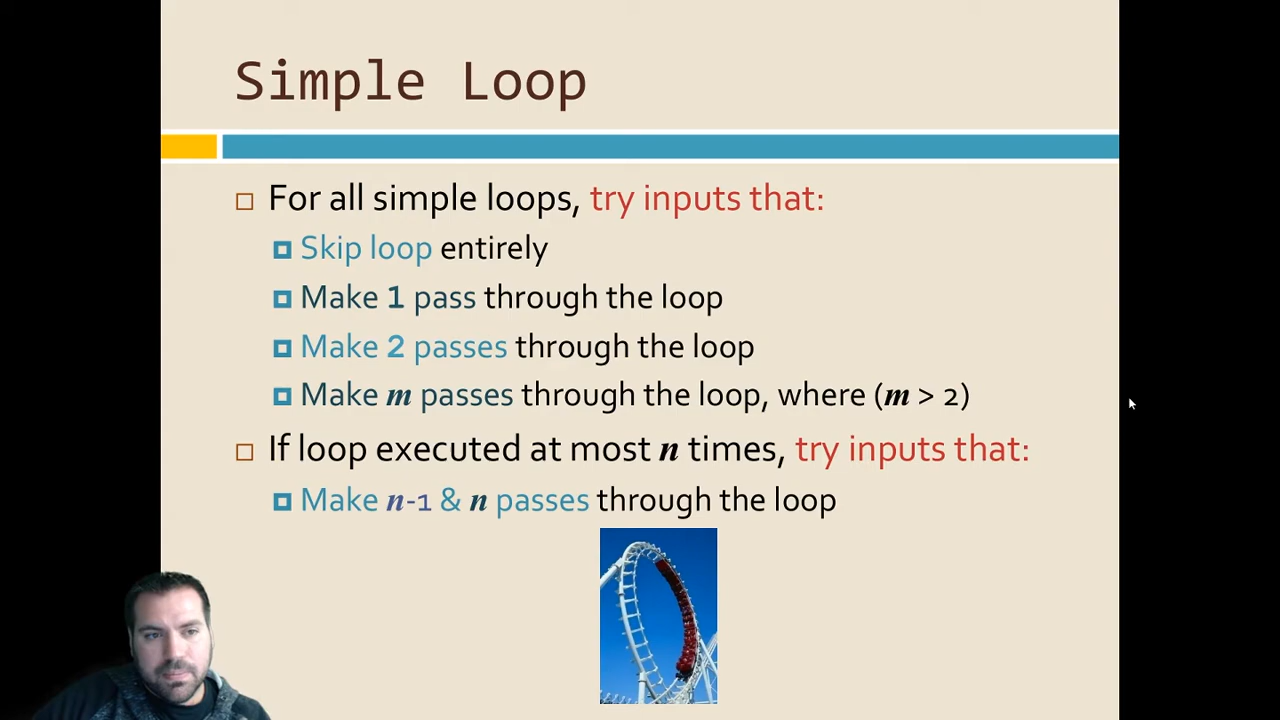 Simple Loop
For all simple loops, try inputs that:
Skip loop entirely
Make 1 pass through the loop
Make 2 passes through the loop
Make m passes through the loop, where (m > 2)
If loop executed at most n times, try inputs that:
Make n-1 & n passes through the loop